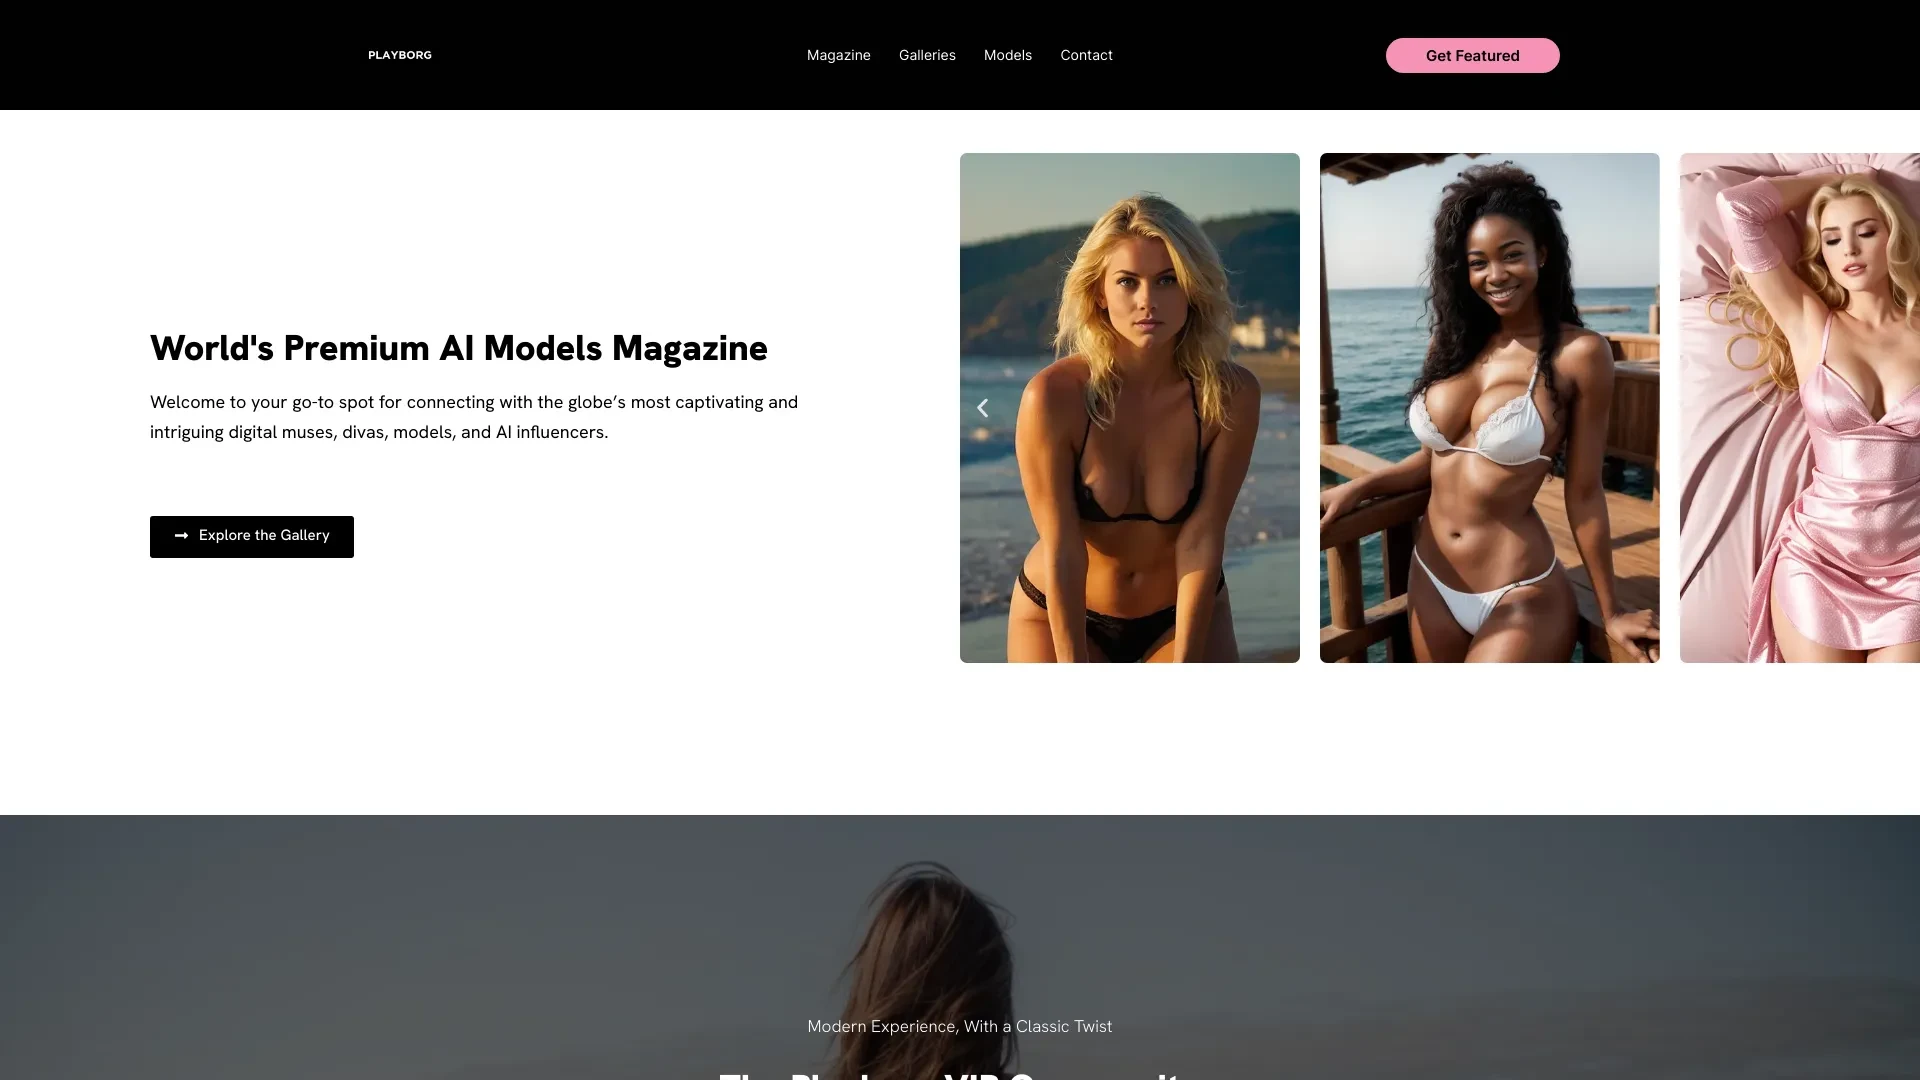 PLAYBORG
Magazine
Galleries
Models
Contact
Get Featured
World's Premium AI Models Magazine
Welcome to your go-to spot for connecting with the globe’s most captivating and
intriguing digital muses, divas, models, and AI influencers.
Explore the Gallery
Modern Experience, With a Classic Twist